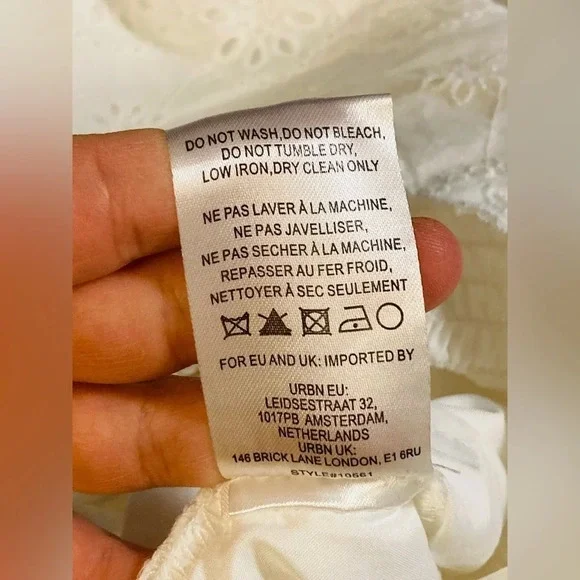 DO NOT WASH,DO NOT BLEACH,
DO NOT TUMBLE DRY,
LOW IRON,DRY CLEAN ONLY
NE PAS LAVER À LA MACHINE,
NE PAS JAVELLISER,
NE PAS SECHER À LA MACHINE,
REPASSER AU FER FROID,
NETTOYER À SEC SEULEMENT
FOR EU AND UK: IMPORTED BY
URBN EU:
LEIDSESTRAAT 32,
1017PB AMSTERDAM,
NETHERLANDS
URBN UK:
146 BRICK LANE LONDON, E1 6RU
STYLE#10661